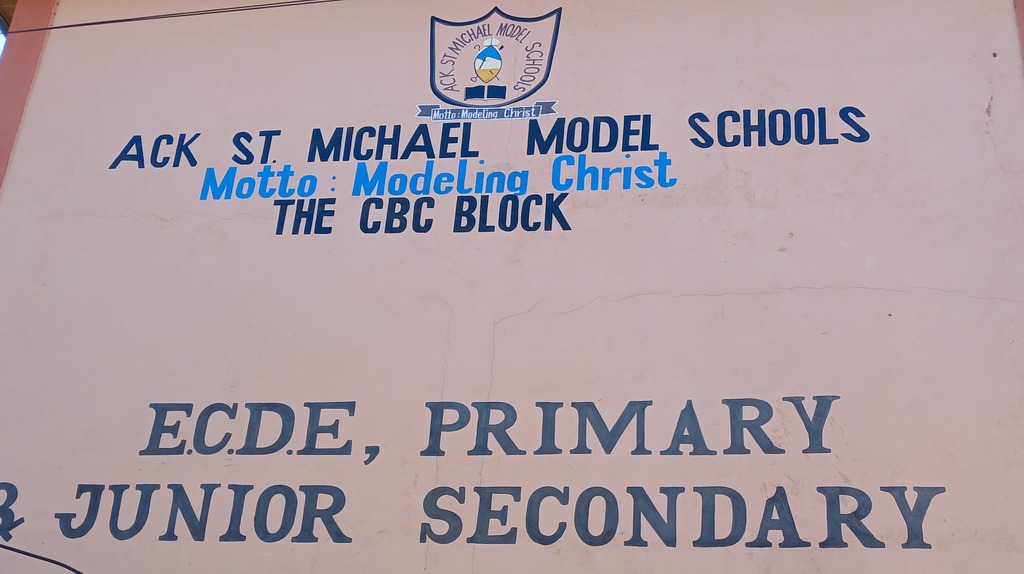 ACK. ST MICHAEL MODEL SCHOOLS
Motto: Modeling Christ
ACK ST. MICHAEL MODEL SCHOOLS
Motto: Modeling Christ
THE CBC BLOCK
E.C.D.E, PRIMARY
& JUNIOR SECONDARY